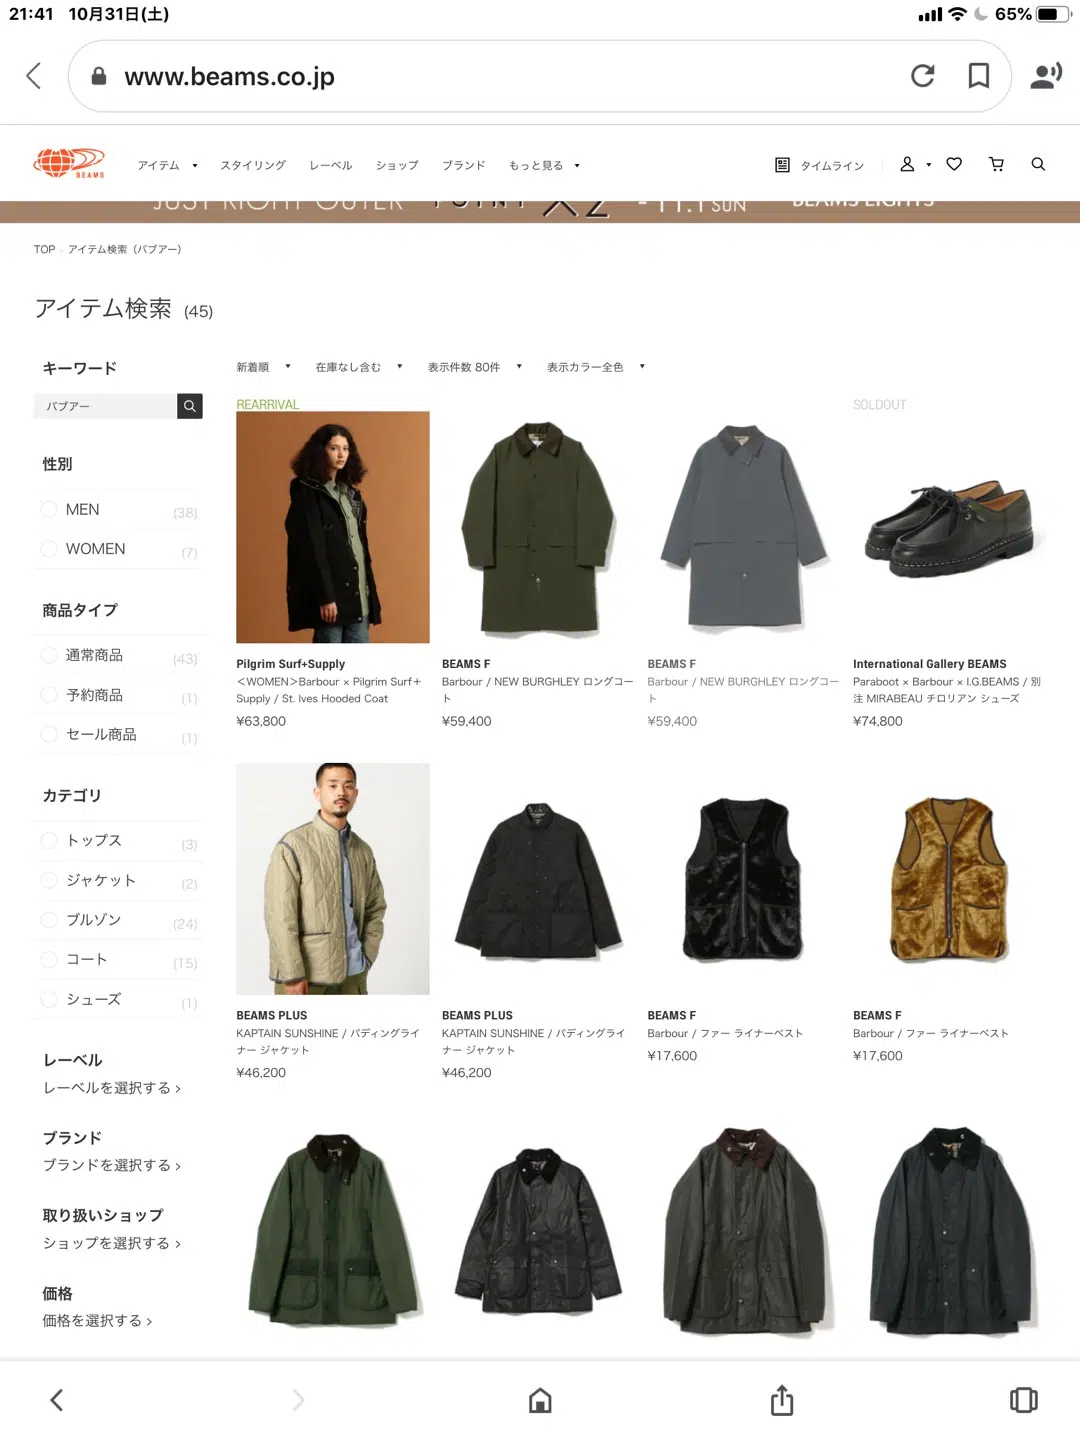 21:41 10月31日(土)
65%
www.beams.co.jp
BEAMS
アイテム
スタイリング
レーベル
ショップ
ブランド
もっと見る
タイムライン
JUST RIGHT OUTER POINT × 2 - 11.1 SUN BEAMS EIGHTS
TOP アイテム検索（バブアー）
アイテム検索 (45)
キーワード
バブアー
性別
MEN (38)
WOMEN (7)
商品タイプ
通常商品 (43)
予約商品 (1)
セール商品 (1)
カテゴリ
トップス (3)
ジャケット (2)
ブルゾン (24)
コート (15)
シューズ (1)
レーベル
レーベルを選択する ›
ブランド
ブランドを選択する ›
取り扱いショップ
ショップを選択する ›
価格
価格を選択する ›
新着順
在庫なし含む
表示件数 80件
表示カラー全色
REARRIVAL
Pilgrim Surf+Supply
＜WOMEN＞Barbour × Pilgrim Surf＋
Supply / St. Ives Hooded Coat
¥63,800
BEAMS F
Barbour / NEW BURGHLEY ロングコー
ト
¥59,400
BEAMS F
Barbour / NEW BURGHLEY ロングコー
ト
¥59,400
SOLDOUT
International Gallery BEAMS
Paraboot × Barbour × I.G.BEAMS / 別
注 MIRABEAU チロリアン シューズ
¥74,800
BEAMS PLUS
KAPTAIN SUNSHINE / パディングライ
ナー ジャケット
¥46,200
BEAMS PLUS
KAPTAIN SUNSHINE / パディングライ
ナー ジャケット
¥46,200
BEAMS F
Barbour / ファー ライナーベスト
¥17,600
BEAMS F
Barbour / ファー ライナーベスト
¥17,600